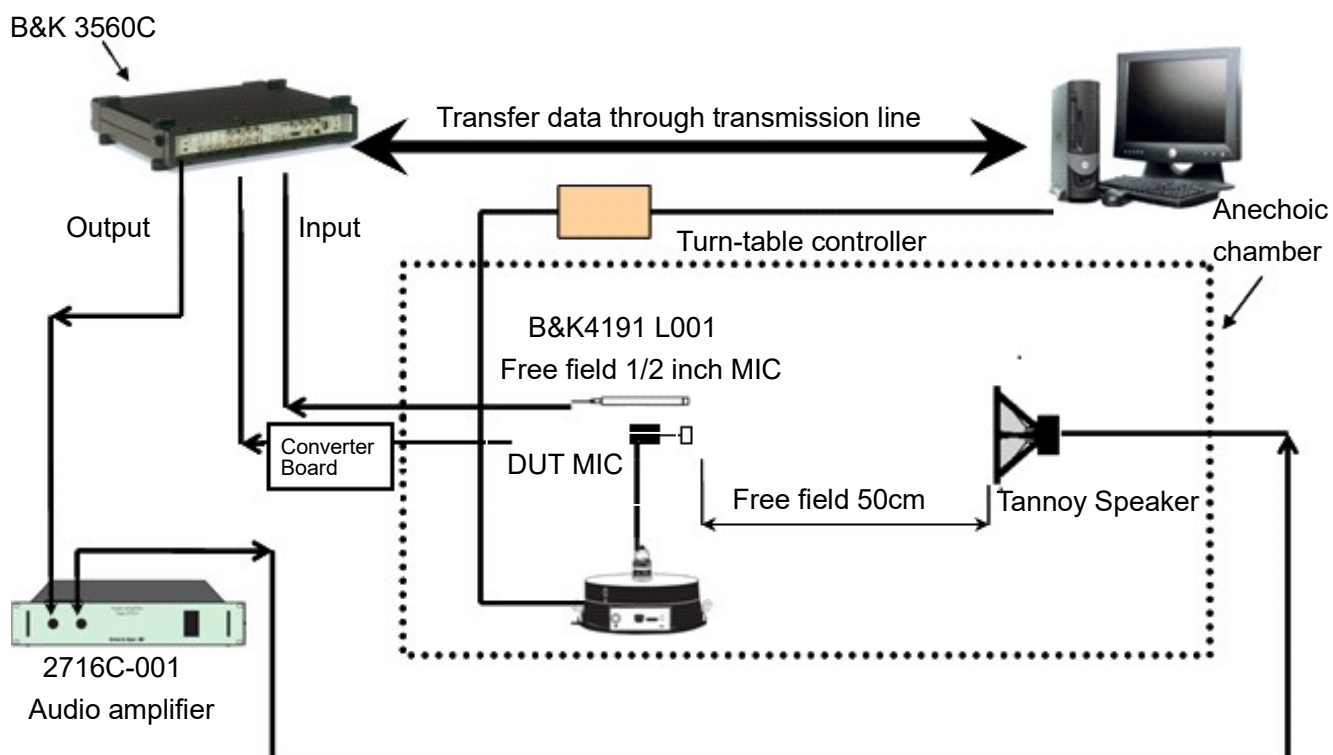 B&K 3560C
Transfer data through transmission line
Output
Input
Turn-table controller
Anechoic
chamber
B&K4191 L001
Free field 1/2 inch MIC
Converter
Board
DUT MIC
Free field 50cm
Tannoy Speaker
2716C-001
Audio amplifier